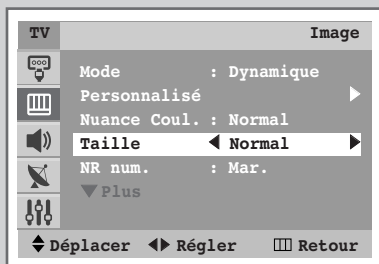 TV Image
Mode : Dynamique
Personnalisé
Nuance Coul. : Normal
Taille Normal
NR num. : Mar.
Plus
Déplacer Régler Retour